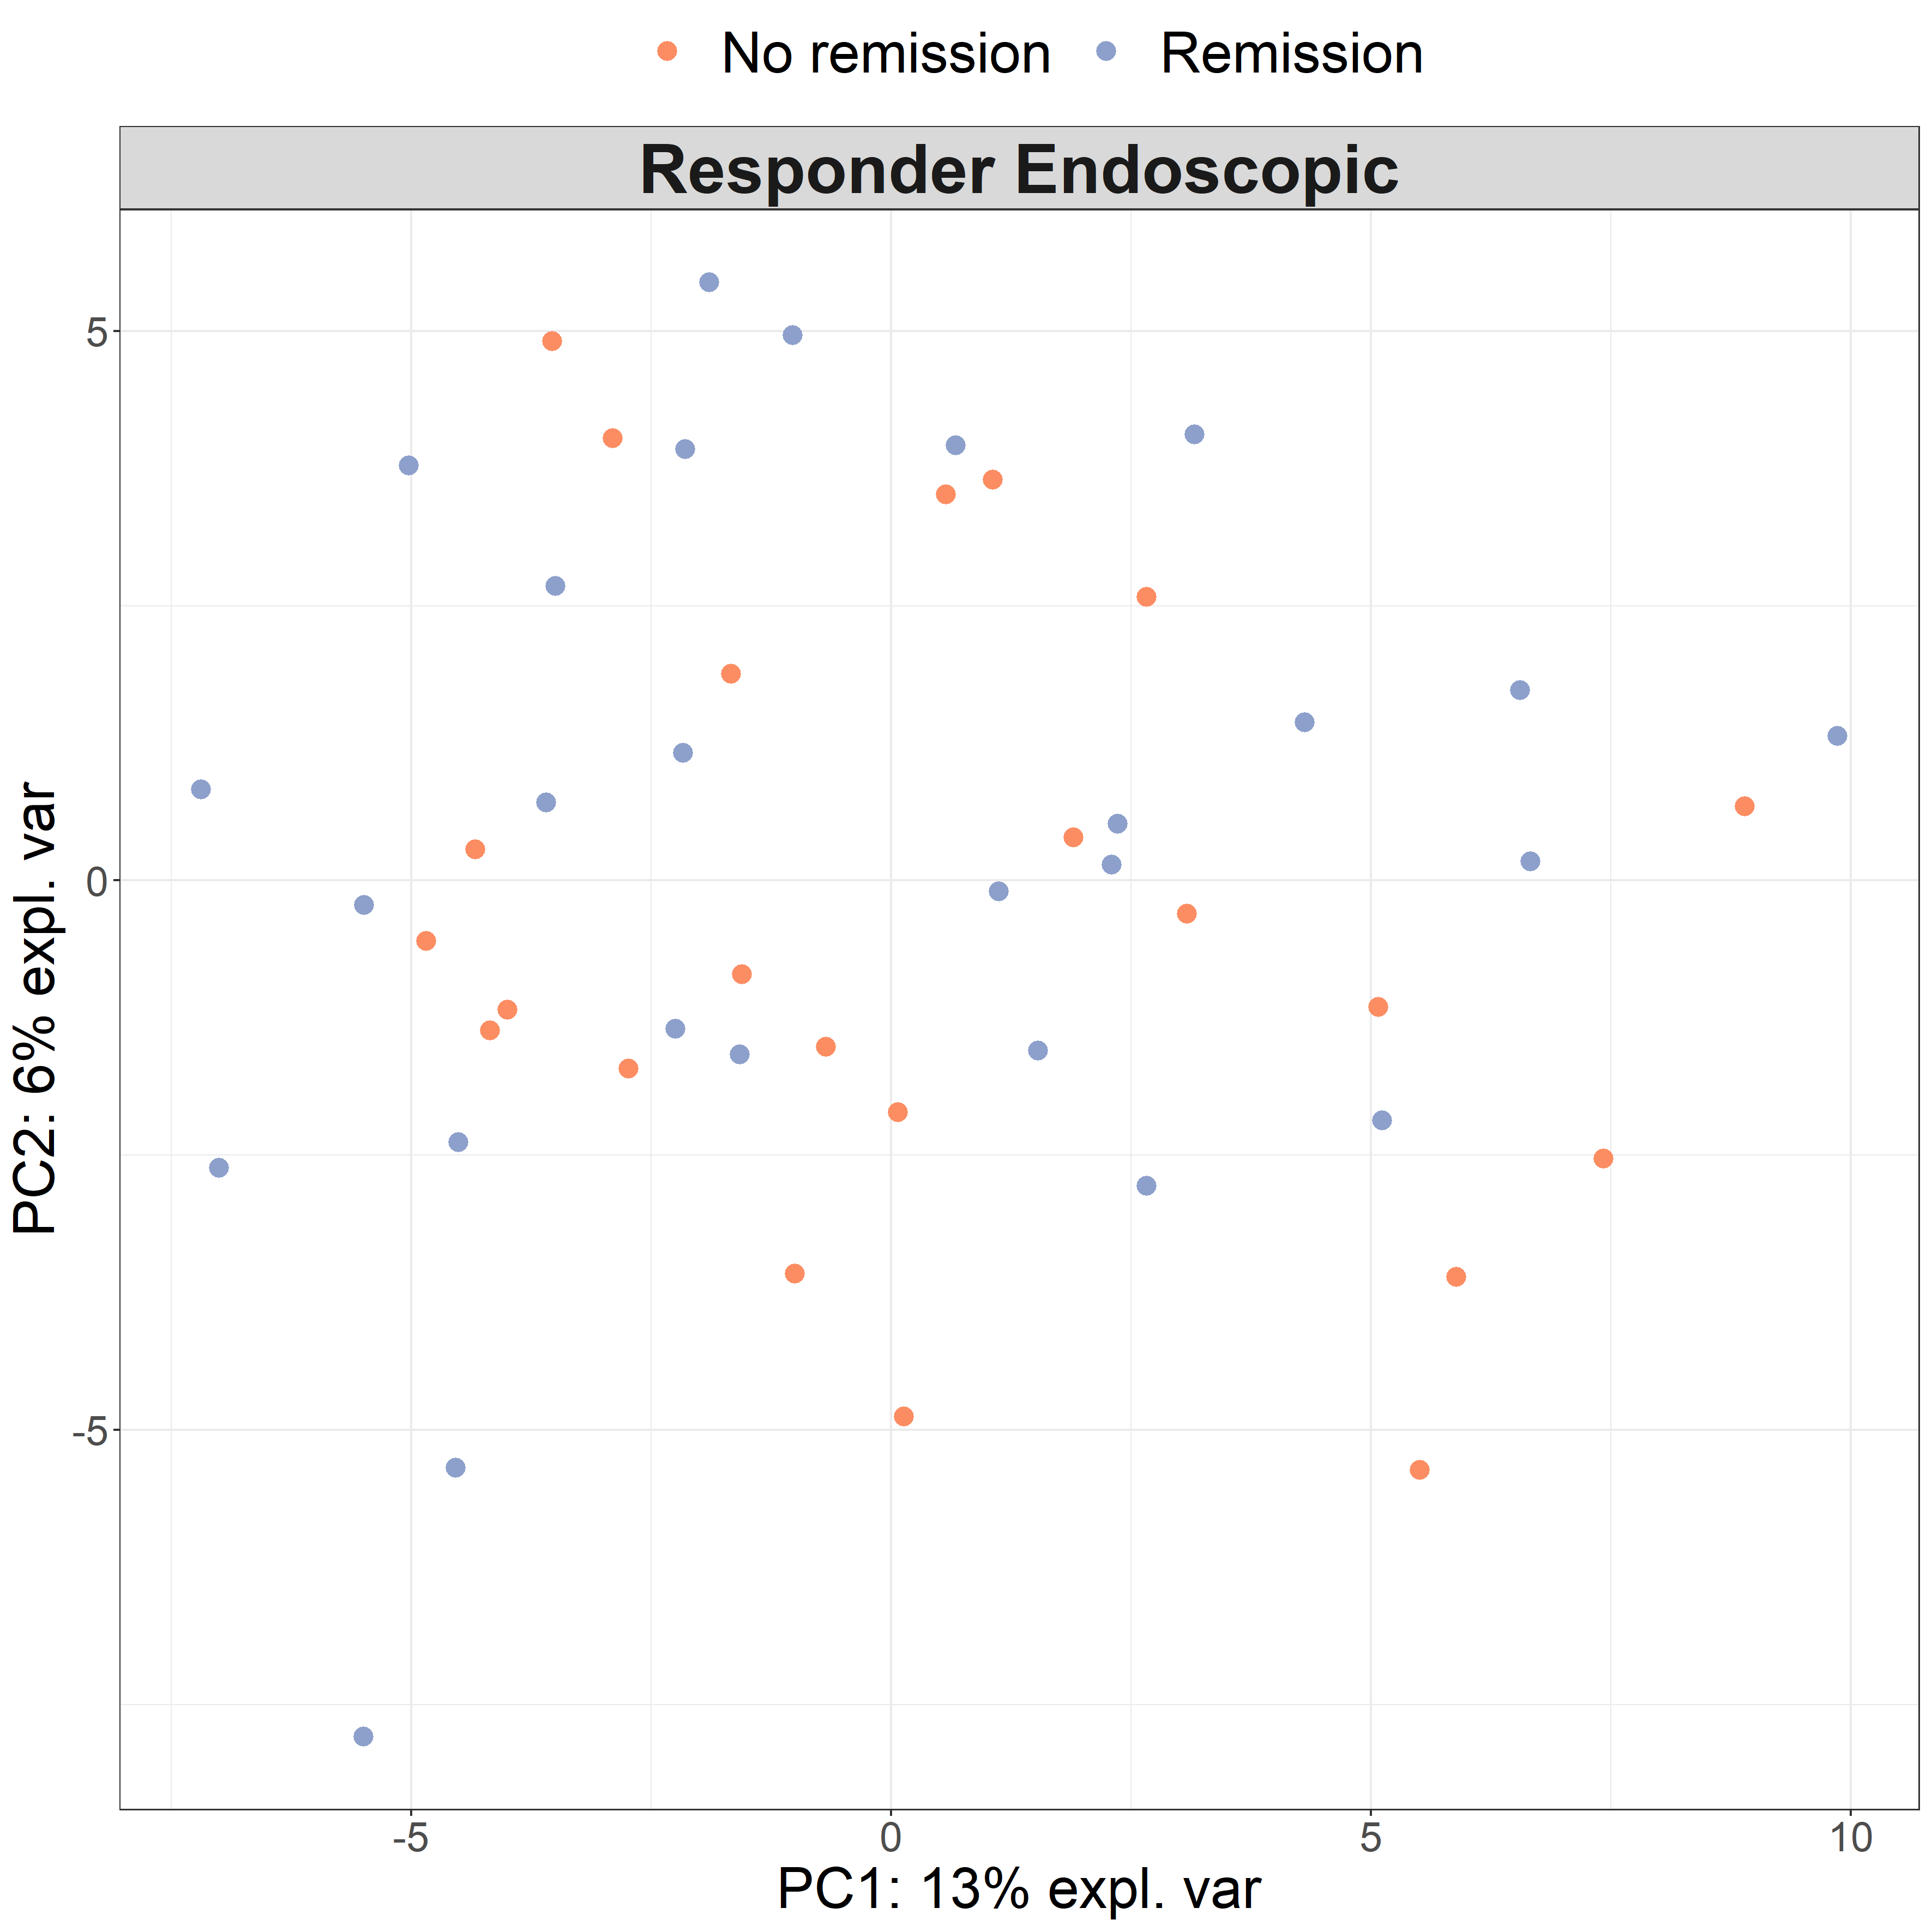 No remission Remission
Responder Endoscopic
PC2: 6% expl. var
5
0
-5
-5 0 5 10
PC1: 13% expl. var